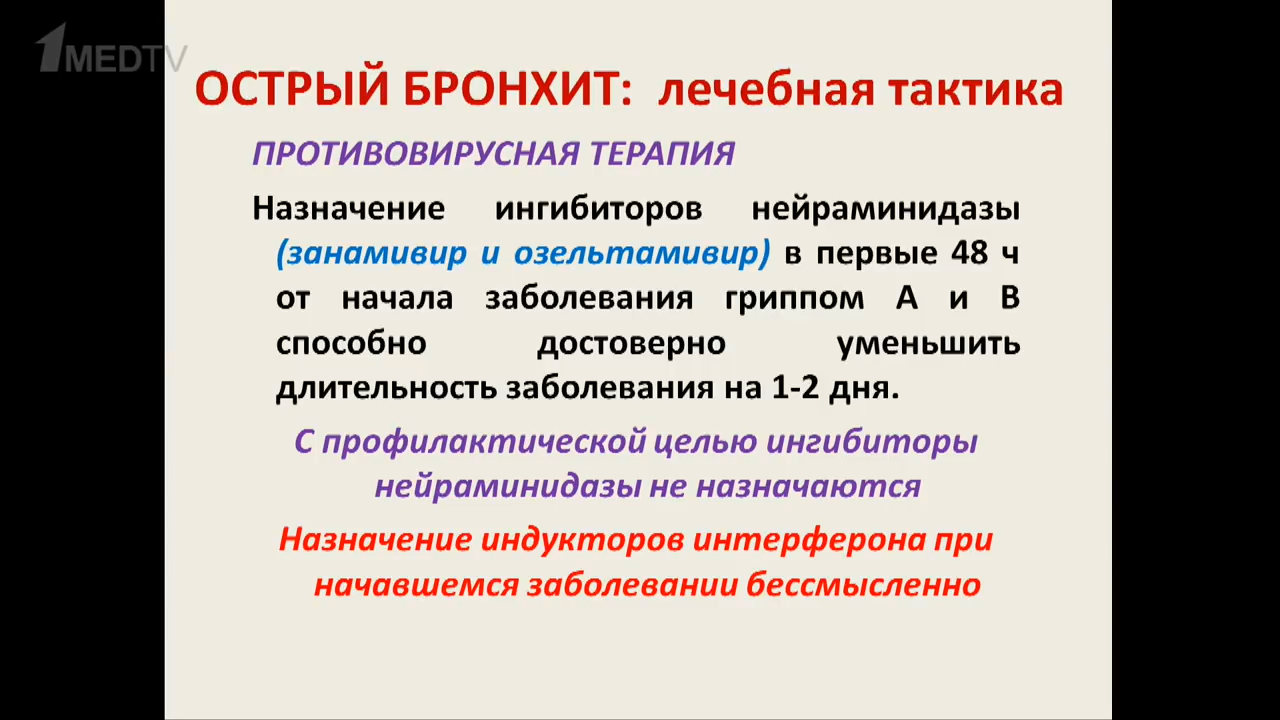 1MEDTV
ОСТРЫЙ БРОНХИТ: лечебная тактика
ПРОТИВОВИРУСНАЯ ТЕРАПИЯ
Назначение ингибиторов нейраминидазы
(занамивир и озельтамивир) в первые 48 ч
от начала заболевания гриппом А и В
способно достоверно уменьшить
длительность заболевания на 1-2 дня.
С профилактической целью ингибиторы
нейраминидазы не назначаются
Назначение индукторов интерферона при
начавшемся заболевании бессмысленно